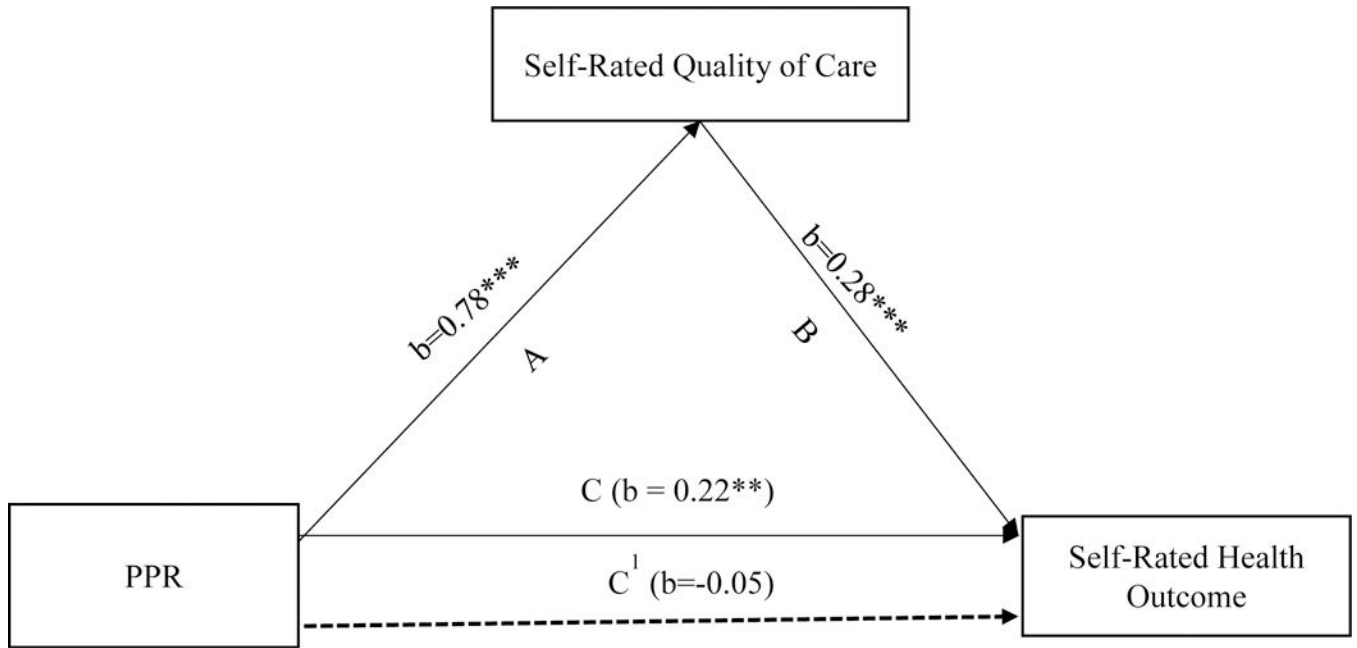 Self-Rated Quality of Care
b=0.78***
A
b=0.28***
B
C (b = 0.22**)
PPR
C¹ (b=-0.05)
Self-Rated Health
Outcome